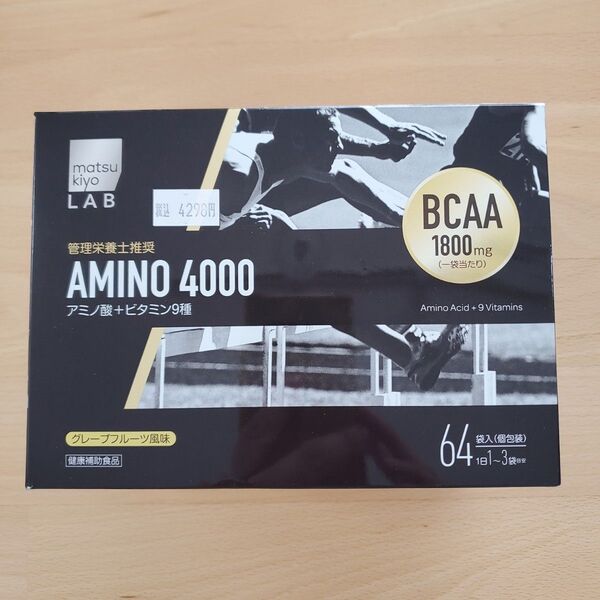 matsu
kiyo
LAB
税込 4298円
管理栄養士推奨
AMINO 4000
アミノ酸+ビタミン9種
BCAA
1800mg
(一袋当たり)
Amino Acid + 9 Vitamins
グレープフルーツ風味
健康補助食品
64袋入(個包装)
1日1~3袋目安